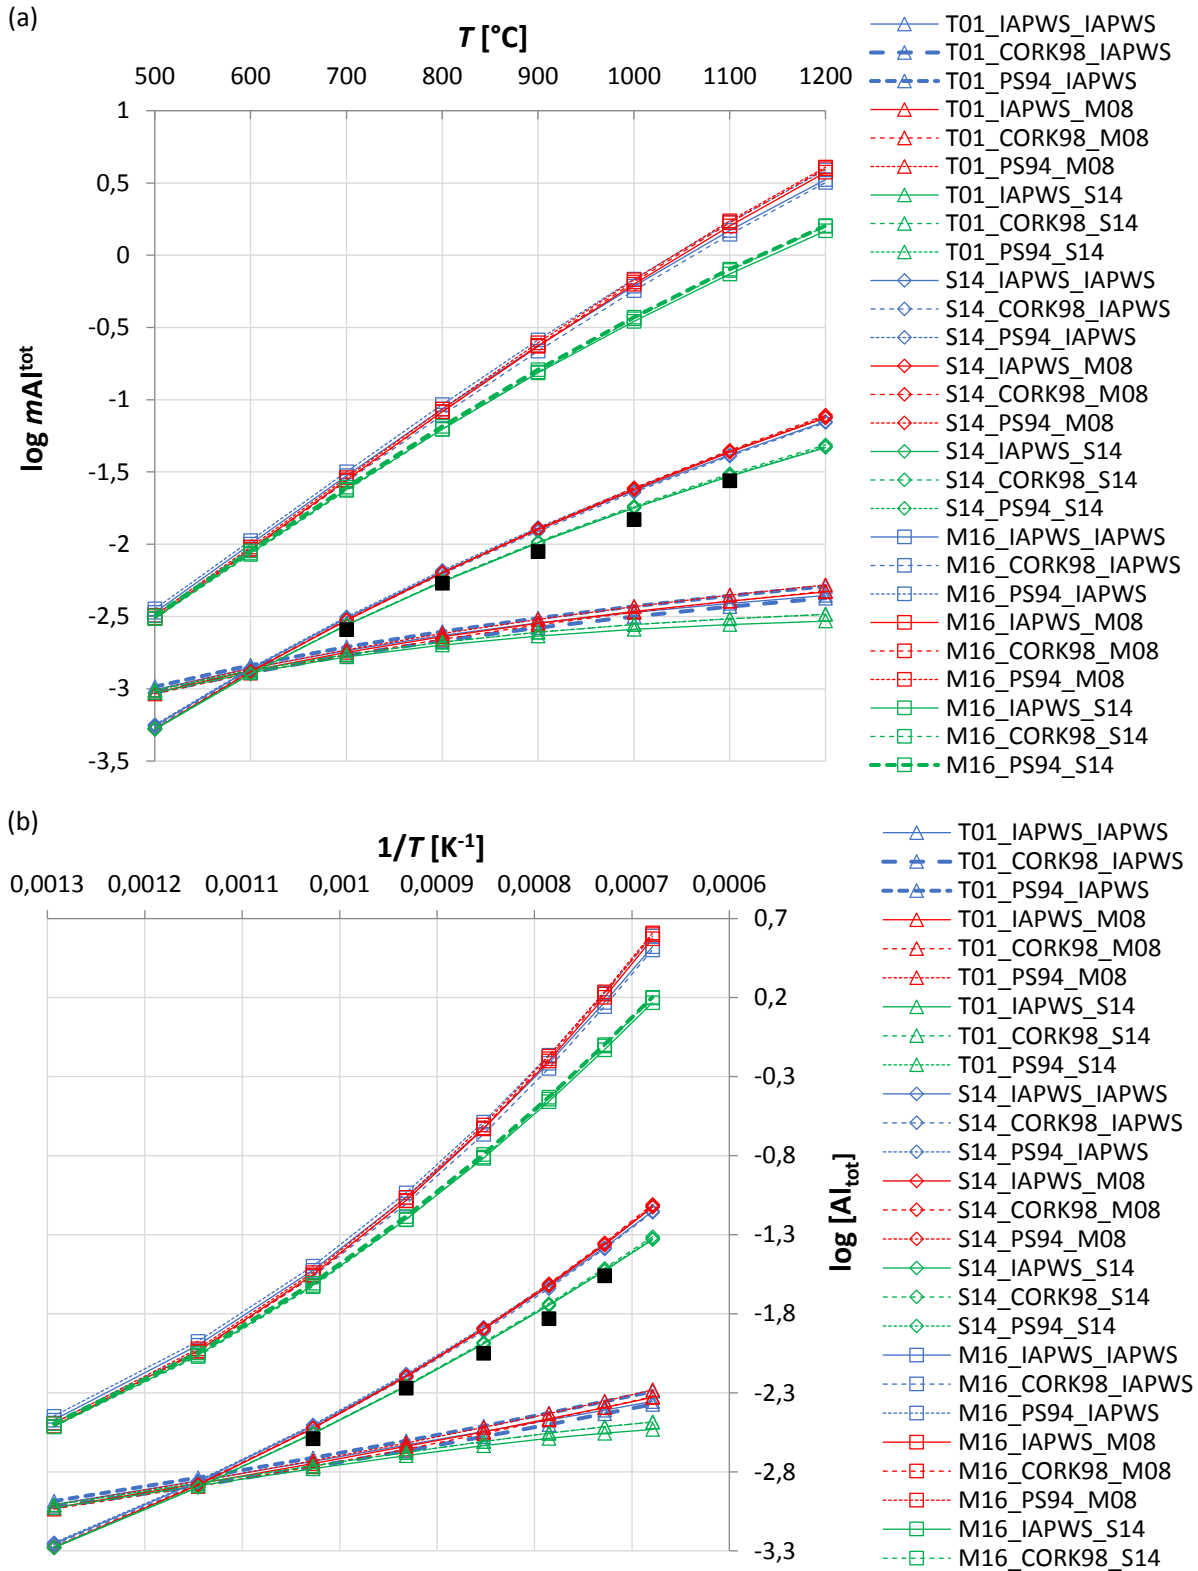 (a)
T [°C]
500 600 700 800 900 1000 1100 1200
1
0,5
0
-0,5
-1
-1,5
-2
-2,5
-3
-3,5
log mAl^tot
T01_IAPWS_IAPWS
T01_CORK98_IAPWS
T01_PS94_IAPWS
T01_IAPWS_M08
T01_CORK98_M08
T01_PS94_M08
T01_IAPWS_S14
T01_CORK98_S14
T01_PS94_S14
S14_IAPWS_IAPWS
S14_CORK98_IAPWS
S14_PS94_IAPWS
S14_IAPWS_M08
S14_CORK98_M08
S14_PS94_M08
S14_IAPWS_S14
S14_CORK98_S14
S14_PS94_S14
M16_IAPWS_IAPWS
M16_CORK98_IAPWS
M16_PS94_IAPWS
M16_IAPWS_M08
M16_CORK98_M08
M16_PS94_M08
M16_IAPWS_S14
M16_CORK98_S14
M16_PS94_S14
(b)
1/T [K-1]
0,0013 0,0012 0,0011 0,001 0,0009 0,0008 0,0007 0,0006
0,7
0,2
-0,3
-0,8
-1,3
-1,8
-2,3
-2,8
-3,3
log [Al_tot]
T01_IAPWS_IAPWS
T01_CORK98_IAPWS
T01_PS94_IAPWS
T01_IAPWS_M08
T01_CORK98_M08
T01_PS94_M08
T01_IAPWS_S14
T01_CORK98_S14
T01_PS94_S14
S14_IAPWS_IAPWS
S14_CORK98_IAPWS
S14_PS94_IAPWS
S14_IAPWS_M08
S14_CORK98_M08
S14_PS94_M08
S14_IAPWS_S14
S14_CORK98_S14
S14_PS94_S14
M16_IAPWS_IAPWS
M16_CORK98_IAPWS
M16_PS94_IAPWS
M16_IAPWS_M08
M16_CORK98_M08
M16_PS94_M08
M16_IAPWS_S14
M16_CORK98_S14